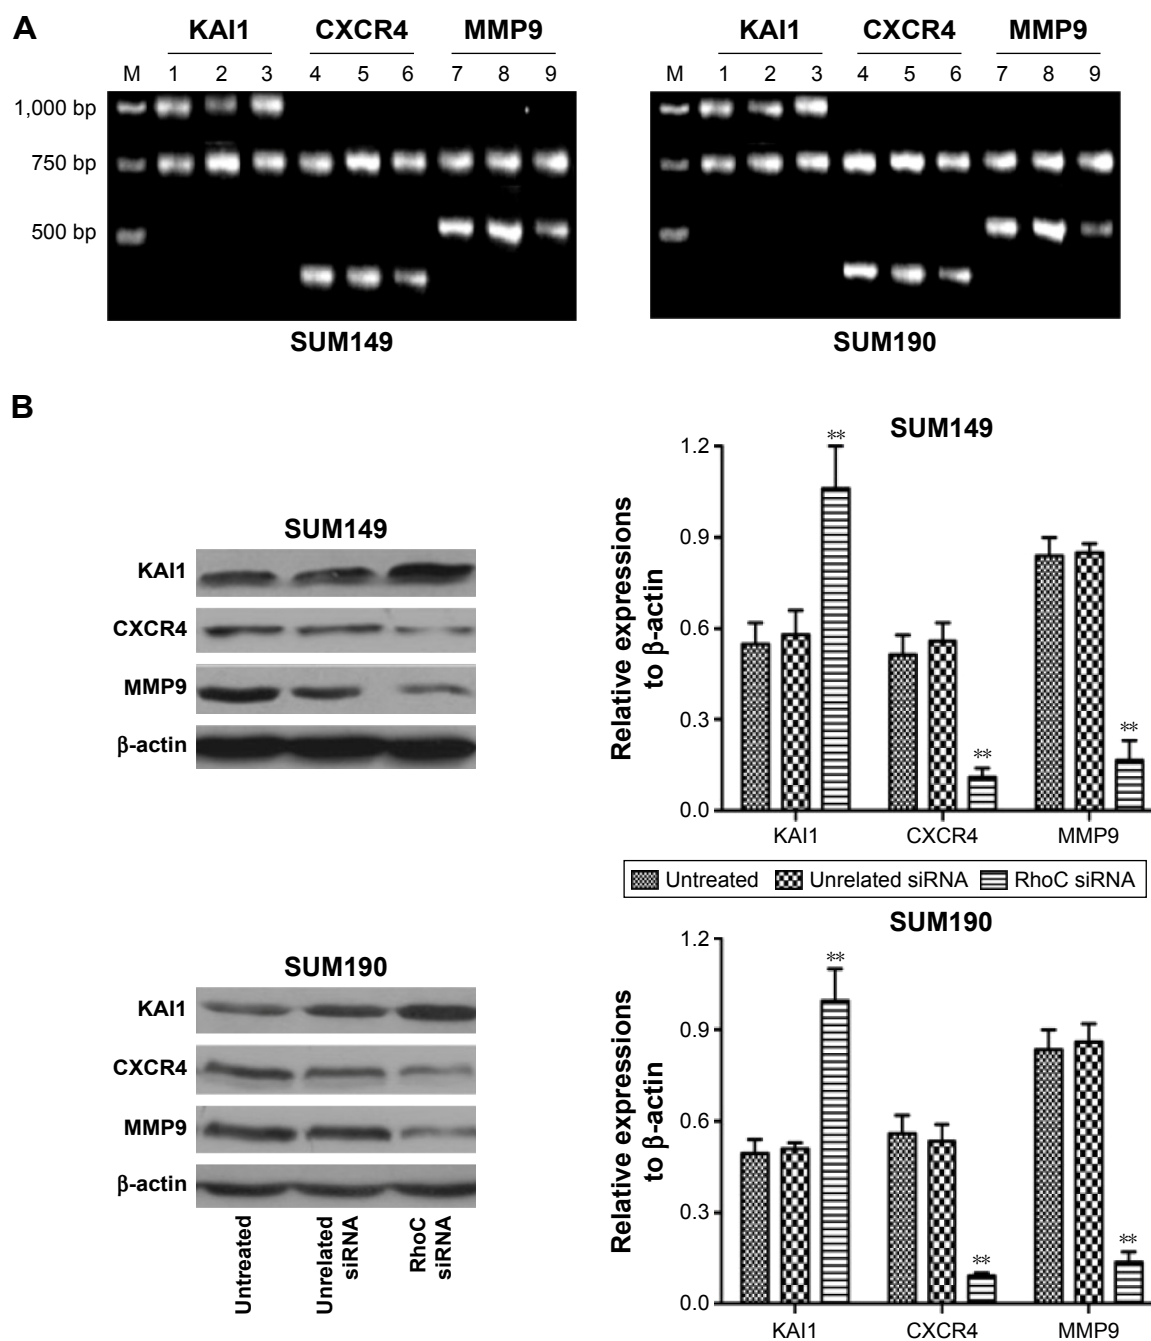 A
KAI1 CXCR4 MMP9
M 1 2 3 4 5 6 7 8 9
1,000 bp
750 bp
500 bp
SUM149
KAI1 CXCR4 MMP9
M 1 2 3 4 5 6 7 8 9
SUM190
B
SUM149
KAI1
CXCR4
MMP9
β-actin
SUM149
Relative expressions
to β-actin
1.2
0.9
0.6
0.3
0.0
**
**
**
KAI1 CXCR4 MMP9
Untreated Unrelated siRNA RhoC siRNA
SUM190
KAI1
CXCR4
MMP9
β-actin
Untreated
Unrelated
siRNA
RhoC
siRNA
SUM190
Relative expressions
to β-actin
1.2
0.9
0.6
0.3
0.0
**
**
**
KAI1 CXCR4 MMP9